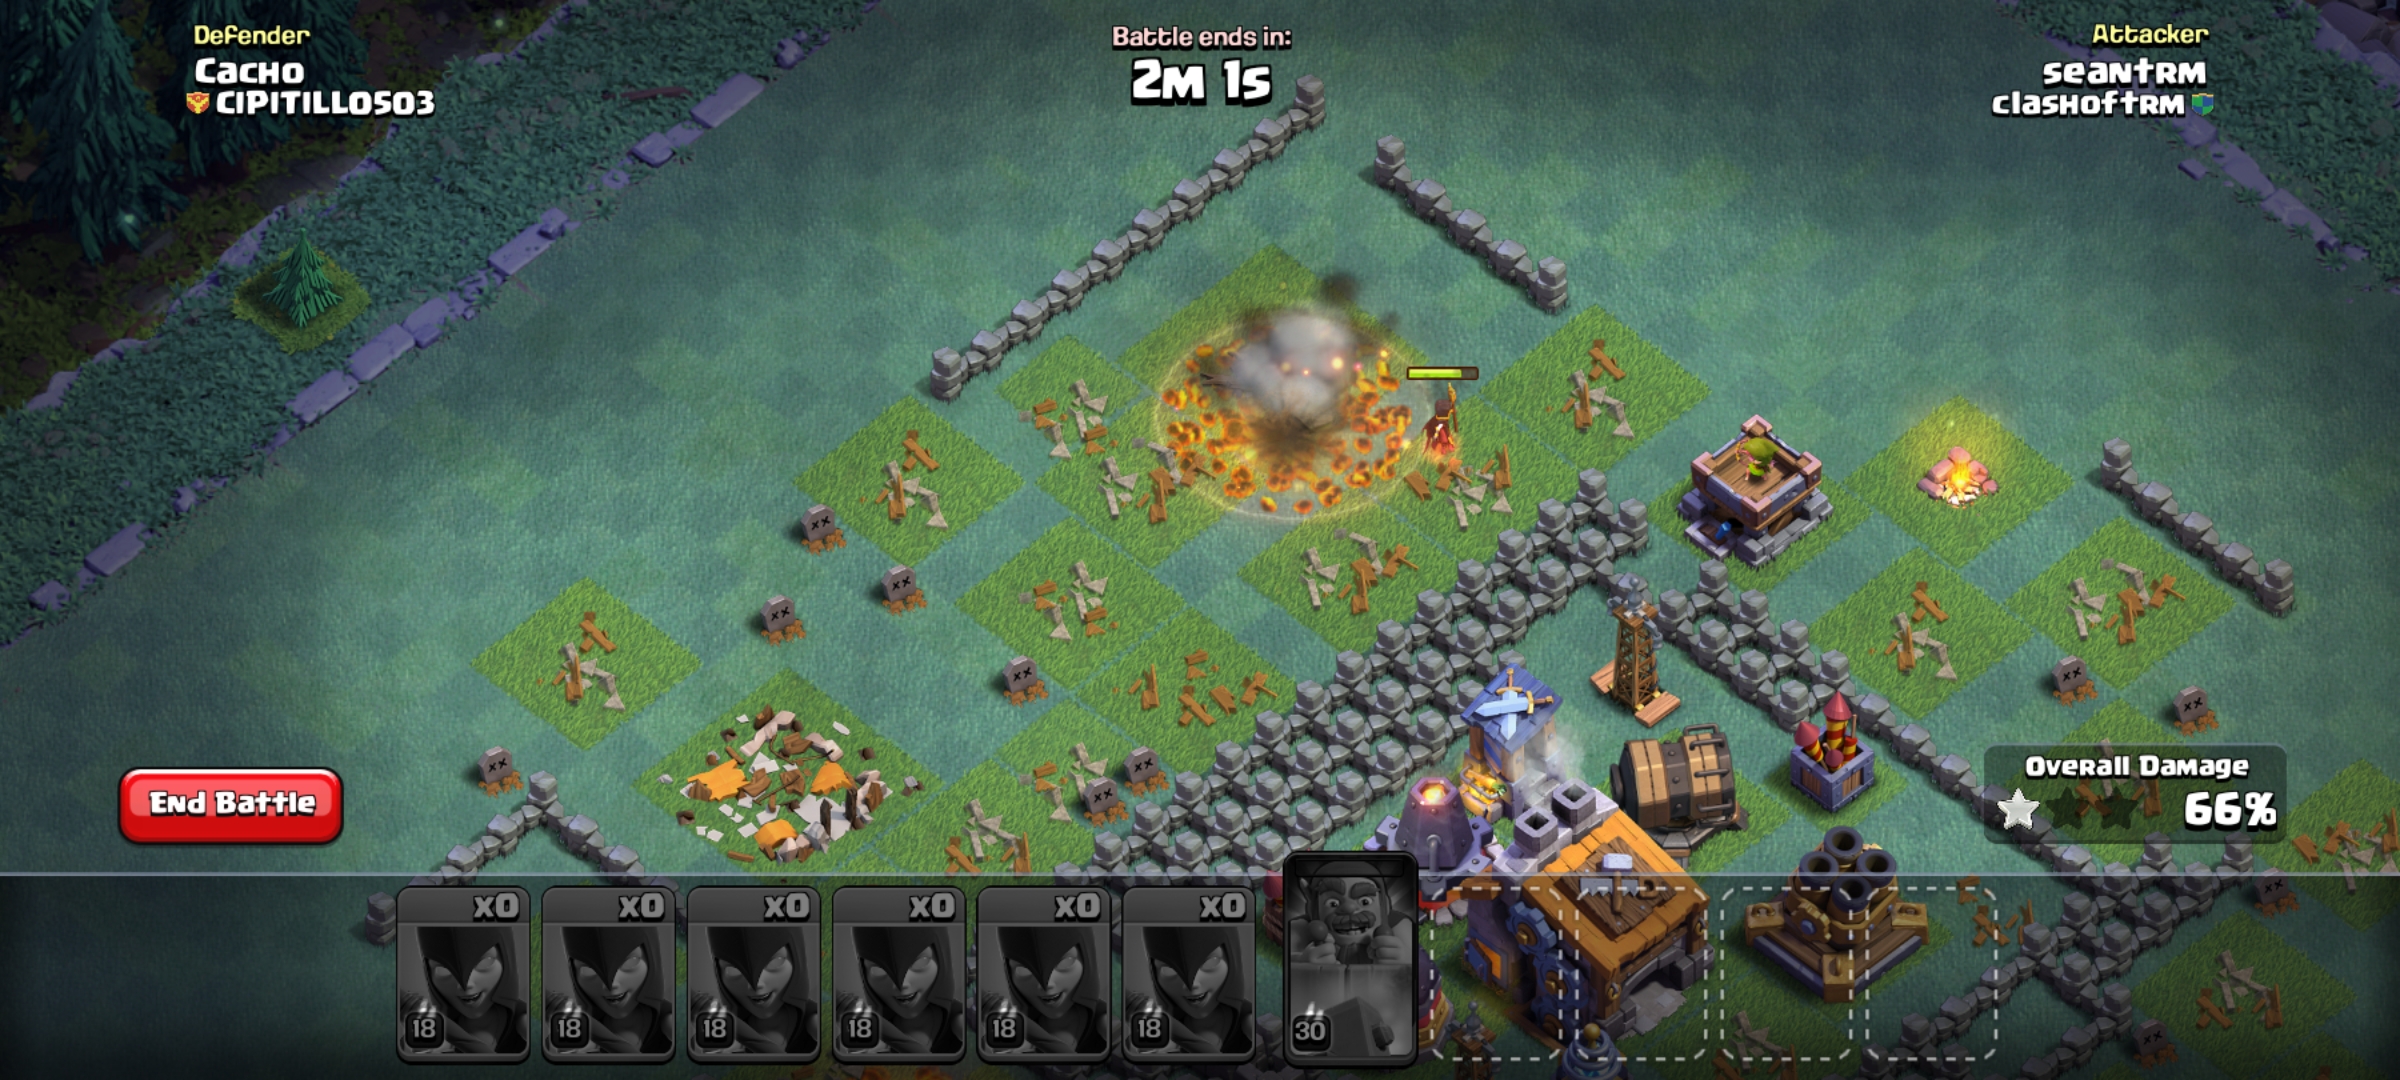 Defender
Cacho
CIPITILLO503
Battle ends in:
2M 1s
Attacker
seantRM
clashoftRM
End Battle
Overall Damage
66%
x0 x0 x0 x0 x0 x0
18 18 18 18 18 18 30